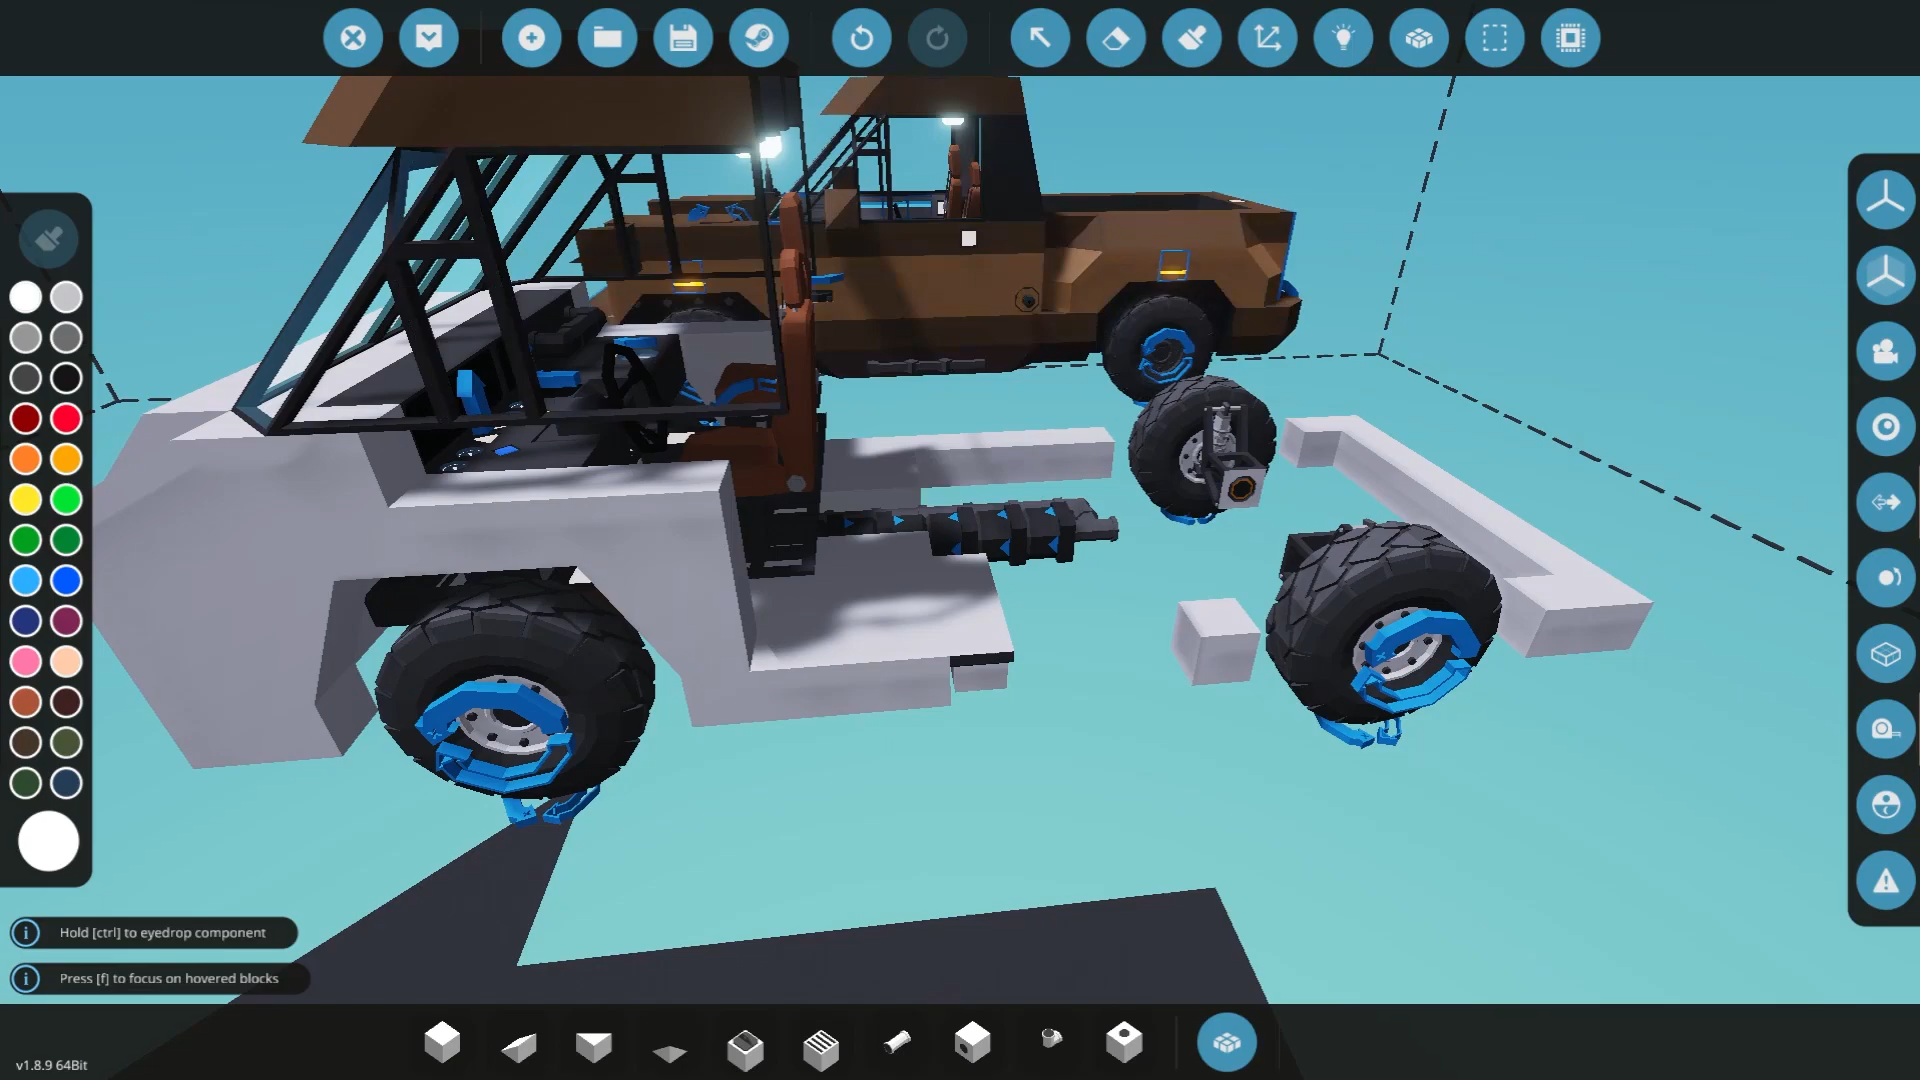 Hold [ctrl] to eyedrop component
Press [f] to focus on hovered blocks
v1.8.9 64Bit